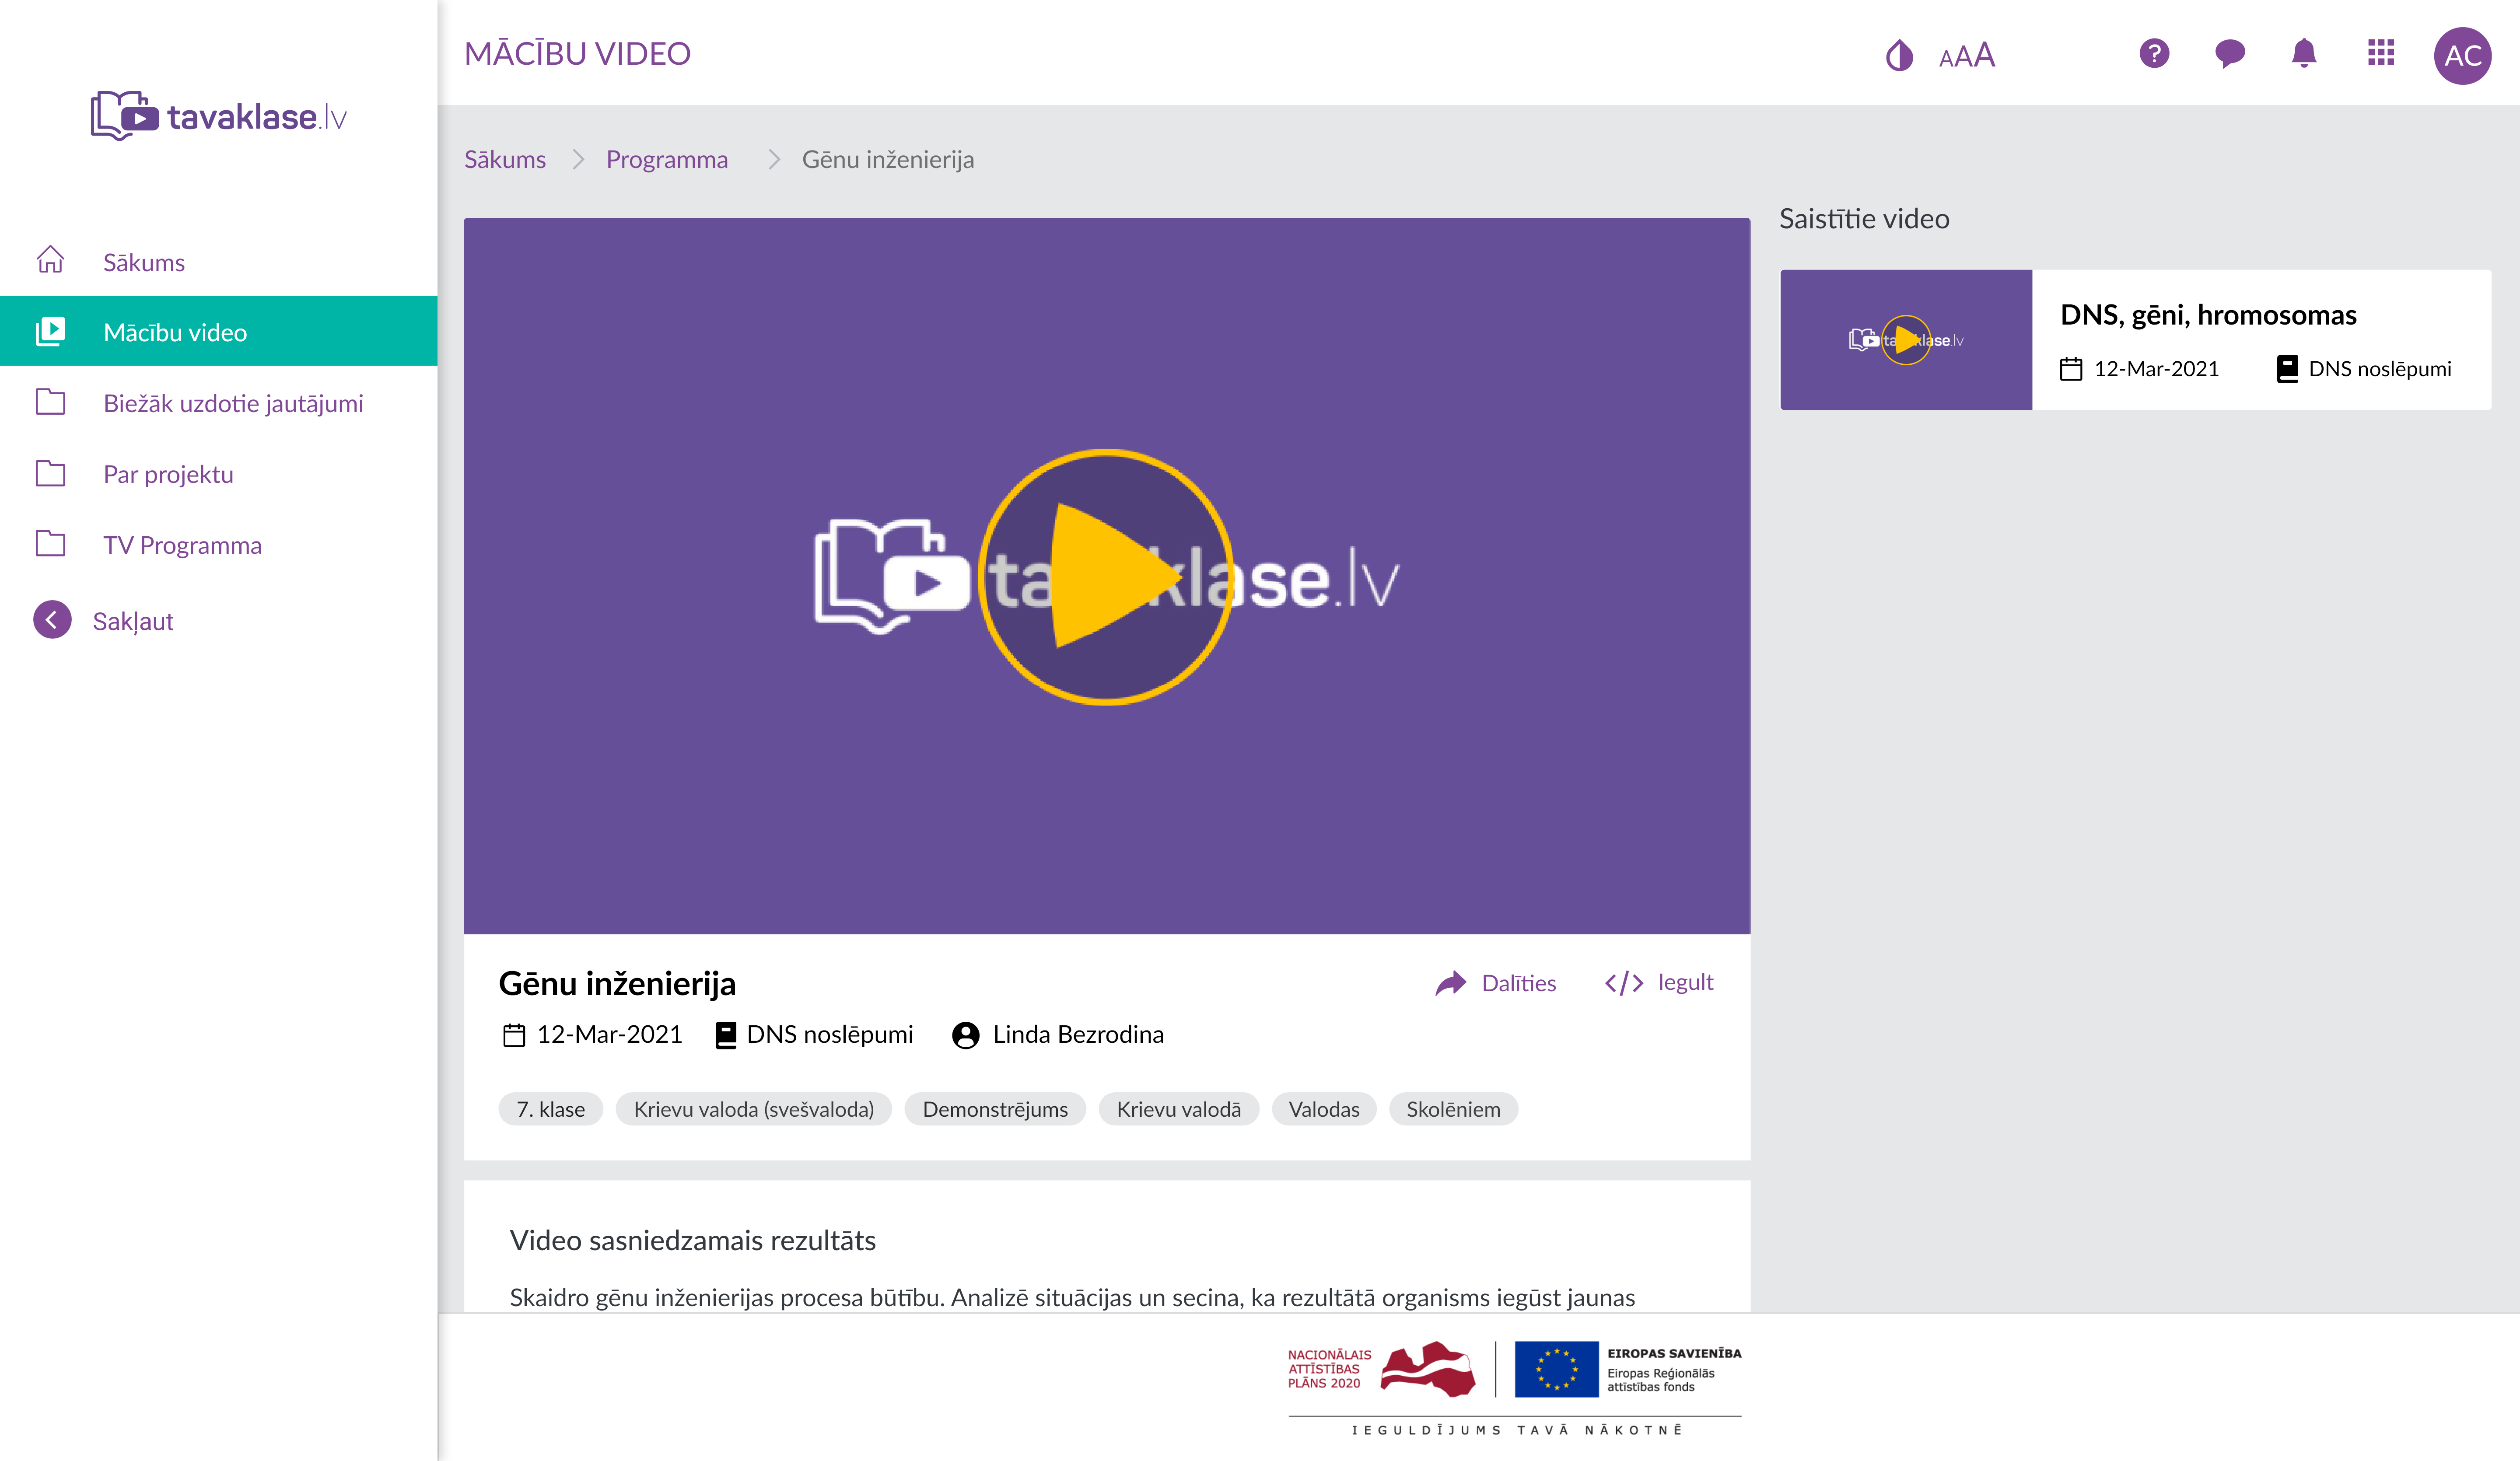 tavaklase.lv
Sākums
Mācību video
Biežāk uzdotie jautājumi
Par projektu
TV Programma
Sakļaut
MĀCĪBU VIDEO
AAA
?
AC
Sākums
Programma
Gēnu inženierija
Gēnu inženierija
Dalīties
</> Iegult
12-Mar-2021
DNS noslēpumi
Linda Bezrodina
7. klase
Krievu valoda (svešvaloda)
Demonstrējums
Krievu valodā
Valodas
Skolēniem
Video sasniedzamais rezultāts
Skaidro gēnu inženierijas procesa būtību. Analizē situācijas un secina, ka rezultātā organisms iegūst jaunas
Saistītie video
DNS, gēni, hromosomas
12-Mar-2021
DNS noslēpumi
NACIONĀLAIS
ATTĪSTĪBAS
PLĀNS 2020
EIROPAS SAVIENĪBA
Eiropas Reģionālās
attīstības fonds
IEGULDĪJUMS TAVĀ NĀKOTNĒ